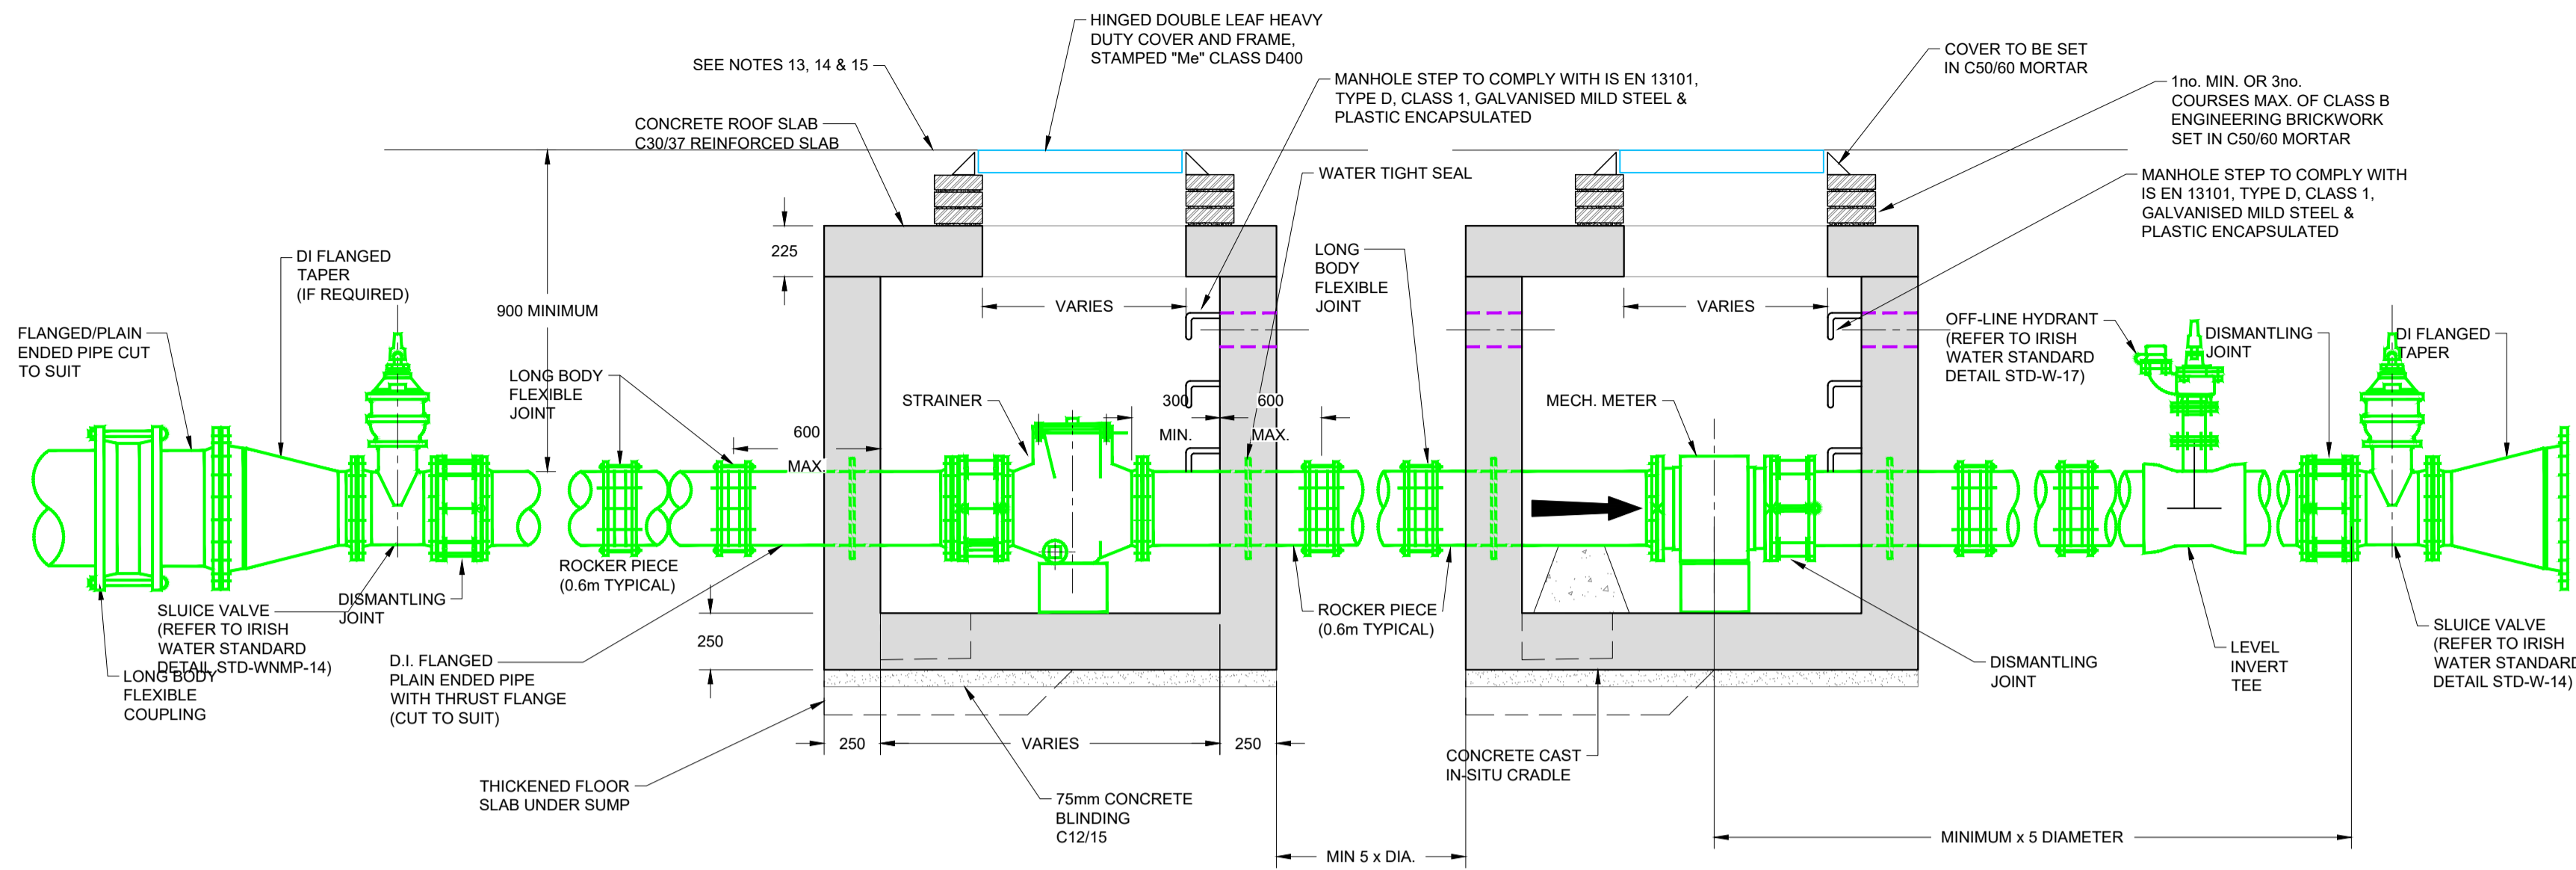 HINGED DOUBLE LEAF HEAVY
DUTY COVER AND FRAME,
STAMPED "Me" CLASS D400
SEE NOTES 13, 14 & 15
MANHOLE STEP TO COMPLY WITH IS EN 13101,
TYPE D, CLASS 1, GALVANISED MILD STEEL &
PLASTIC ENCAPSULATED
COVER TO BE SET
IN C50/60 MORTAR
1no. MIN. OR 3no.
COURSES MAX. OF CLASS B
ENGINEERING BRICKWORK
SET IN C50/60 MORTAR
CONCRETE ROOF SLAB
C30/37 REINFORCED SLAB
WATER TIGHT SEAL
MANHOLE STEP TO COMPLY WITH
IS EN 13101, TYPE D, CLASS 1,
GALVANISED MILD STEEL &
PLASTIC ENCAPSULATED
225
LONG
BODY
FLEXIBLE
JOINT
DI FLANGED
TAPER
(IF REQUIRED)
900 MINIMUM
VARIES
VARIES
FLANGED/PLAIN
ENDED PIPE CUT
TO SUIT
OFF-LINE HYDRANT
(REFER TO IRISH
WATER STANDARD
DETAIL STD-W-17)
DISMANTLING
JOINT
DI FLANGED
TAPER
LONG BODY
FLEXIBLE
JOINT
STRAINER
300
MIN.
600
MAX.
MECH. METER
600
MAX.
ROCKER PIECE
(0.6m TYPICAL)
DISMANTLING
JOINT
SLUICE VALVE
(REFER TO IRISH
WATER STANDARD
DETAIL STD-WNMP-14)
LONG BODY
FLEXIBLE
COUPLING
250
D.I. FLANGED
PLAIN ENDED PIPE
WITH THRUST FLANGE
(CUT TO SUIT)
ROCKER PIECE
(0.6m TYPICAL)
DISMANTLING
JOINT
LEVEL
INVERT
TEE
SLUICE VALVE
(REFER TO IRISH
WATER STANDARD
DETAIL STD-W-14)
250
VARIES
250
THICKENED FLOOR
SLAB UNDER SUMP
75mm CONCRETE
BLINDING
C12/15
CONCRETE CAST
IN-SITU CRADLE
MIN 5 x DIA.
MINIMUM x 5 DIAMETER